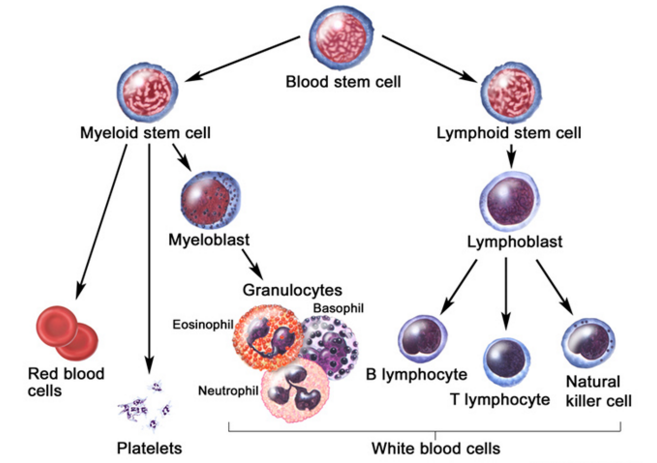 Blood stem cell
Myeloid stem cell
Lymphoid stem cell
Myeloblast
Lymphoblast
Granulocytes
Basophil
Eosinophil
Neutrophil
Red blood
cells
Platelets
B lymphocyte
T lymphocyte
Natural
killer cell
White blood cells